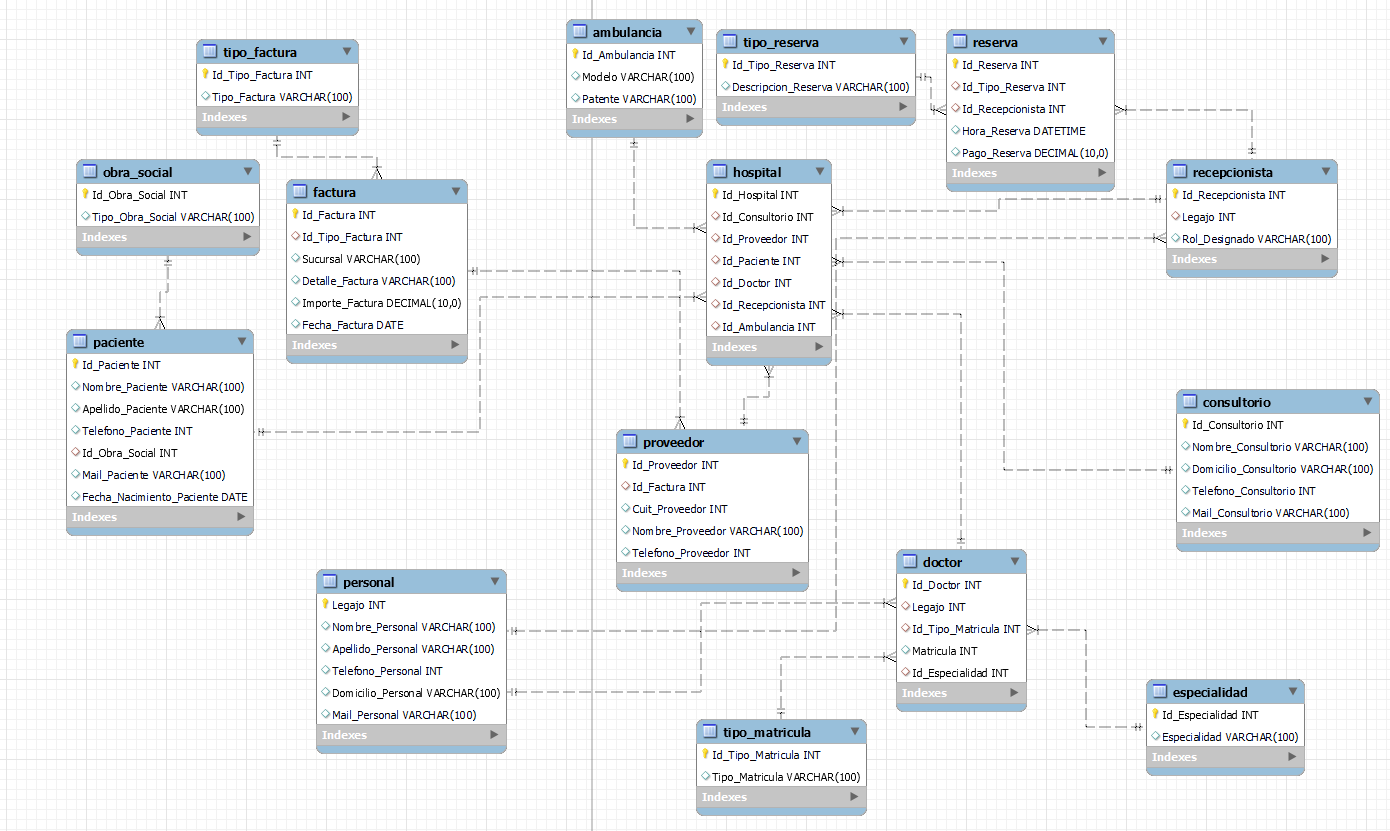 tipo_factura
Id_Tipo_Factura INT
Tipo_Factura VARCHAR(100)
Indexes
ambulancia
Id_Ambulancia INT
Modelo VARCHAR(100)
Patente VARCHAR(100)
Indexes
tipo_reserva
Id_Tipo_Reserva INT
Descripcion_Reserva VARCHAR(100)
Indexes
reserva
Id_Reserva INT
Id_Tipo_Reserva INT
Id_Recepcionista INT
Hora_Reserva DATETIME
Pago_Reserva DECIMAL(10,0)
Indexes
obra_social
Id_Obra_Social INT
Tipo_Obra_Social VARCHAR(100)
Indexes
factura
Id_Factura INT
Id_Tipo_Factura INT
Sucursal VARCHAR(100)
Detalle_Factura VARCHAR(100)
Importe_Factura DECIMAL(10,0)
Fecha_Factura DATE
Indexes
hospital
Id_Hospital INT
Id_Consultorio INT
Id_Proveedor INT
Id_Paciente INT
Id_Doctor INT
Id_Recepcionista INT
Id_Ambulancia INT
Indexes
recepcionista
Id_Recepcionista INT
Legajo INT
Rol_Designado VARCHAR(100)
Indexes
paciente
Id_Paciente INT
Nombre_Paciente VARCHAR(100)
Apellido_Paciente VARCHAR(100)
Telefono_Paciente INT
Id_Obra_Social INT
Mail_Paciente VARCHAR(100)
Fecha_Nacimiento_Paciente DATE
Indexes
proveedor
Id_Proveedor INT
Id_Factura INT
Cuit_Proveedor INT
Nombre_Proveedor VARCHAR(100)
Telefono_Proveedor INT
Indexes
consultorio
Id_Consultorio INT
Nombre_Consultorio VARCHAR(100)
Domicilio_Consultorio VARCHAR(100)
Telefono_Consultorio INT
Mail_Consultorio VARCHAR(100)
Indexes
personal
Legajo INT
Nombre_Personal VARCHAR(100)
Apellido_Personal VARCHAR(100)
Telefono_Personal INT
Domicilio_Personal VARCHAR(100)
Mail_Personal VARCHAR(100)
Indexes
doctor
Id_Doctor INT
Legajo INT
Id_Tipo_Matricula INT
Matricula INT
Id_Especialidad INT
Indexes
tipo_matricula
Id_Tipo_Matricula INT
Tipo_Matricula VARCHAR(100)
Indexes
especialidad
Id_Especialidad INT
Especialidad VARCHAR(100)
Indexes